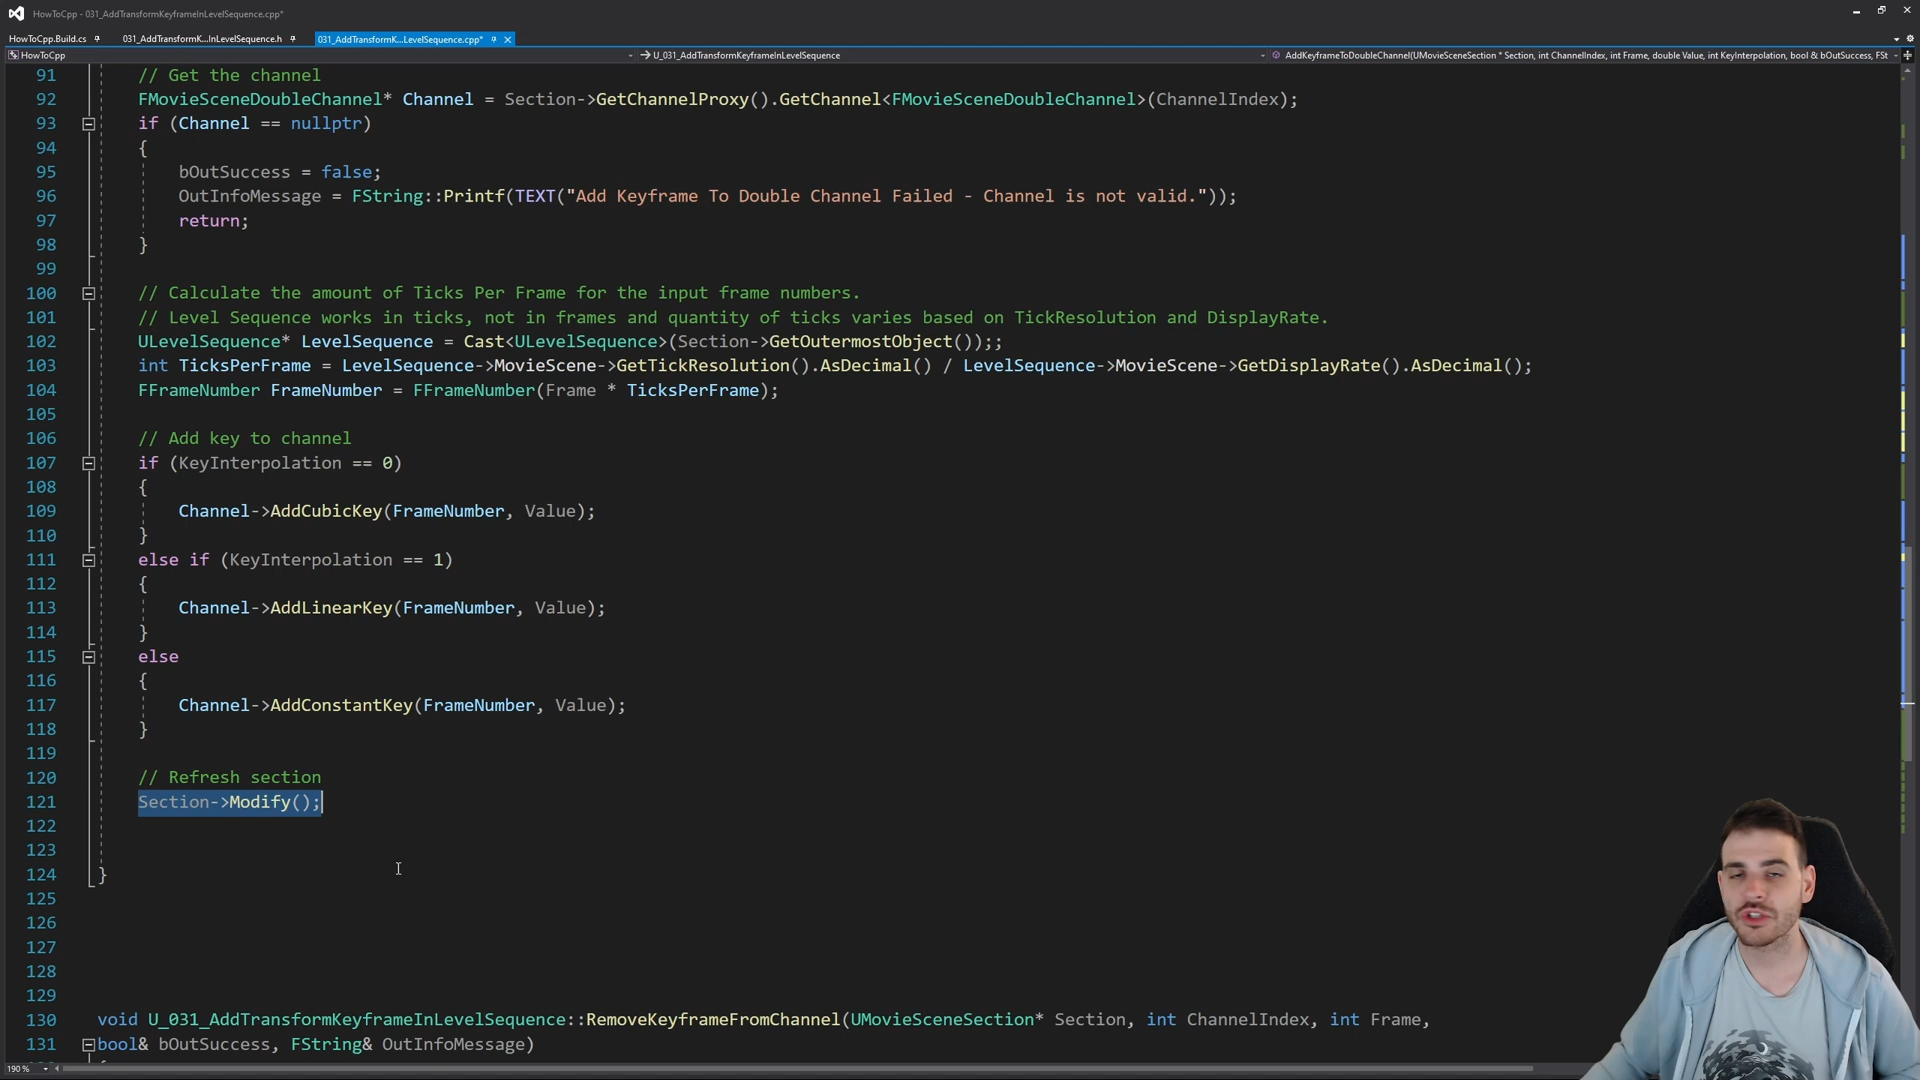 HowToCpp - 031_AddTransformKeyframeInLevelSequence.cpp*
HowToCpp.Build.cs
031_AddTransformK...InLevelSequence.h
031_AddTransformK...LevelSequence.cpp*
HowToCpp
U_031_AddTransformKeyframeInLevelSequence
AddKeyframeToDoubleChannel(UMovieSceneSection * Section, int ChannelIndex, int Frame, double Value, int KeyInterpolation, bool & bOutSuccess, FSt
91 // Get the channel
92 FMovieSceneDoubleChannel* Channel = Section->GetChannelProxy().GetChannel<FMovieSceneDoubleChannel>(ChannelIndex);
93 if (Channel == nullptr)
94 {
95 bOutSuccess = false;
96 OutInfoMessage = FString::Printf(TEXT("Add Keyframe To Double Channel Failed - Channel is not valid."));
97 return;
98 }
99
100 // Calculate the amount of Ticks Per Frame for the input frame numbers.
101 // Level Sequence works in ticks, not in frames and quantity of ticks varies based on TickResolution and DisplayRate.
102 ULevelSequence* LevelSequence = Cast<ULevelSequence>(Section->GetOutermostObject());;
103 int TicksPerFrame = LevelSequence->MovieScene->GetTickResolution().AsDecimal() / LevelSequence->MovieScene->GetDisplayRate().AsDecimal();
104 FFrameNumber FrameNumber = FFrameNumber(Frame * TicksPerFrame);
105
106 // Add key to channel
107 if (KeyInterpolation == 0)
108 {
109 Channel->AddCubicKey(FrameNumber, Value);
110 }
111 else if (KeyInterpolation == 1)
112 {
113 Channel->AddLinearKey(FrameNumber, Value);
114 }
115 else
116 {
117 Channel->AddConstantKey(FrameNumber, Value);
118 }
119
120 // Refresh section
121 Section->Modify();
122
123
124 }
125
126
127
128
129
130 void U_031_AddTransformKeyframeInLevelSequence::RemoveKeyframeFromChannel(UMovieSceneSection* Section, int ChannelIndex, int Frame,
131 bool& bOutSuccess, FString& OutInfoMessage)
190 %